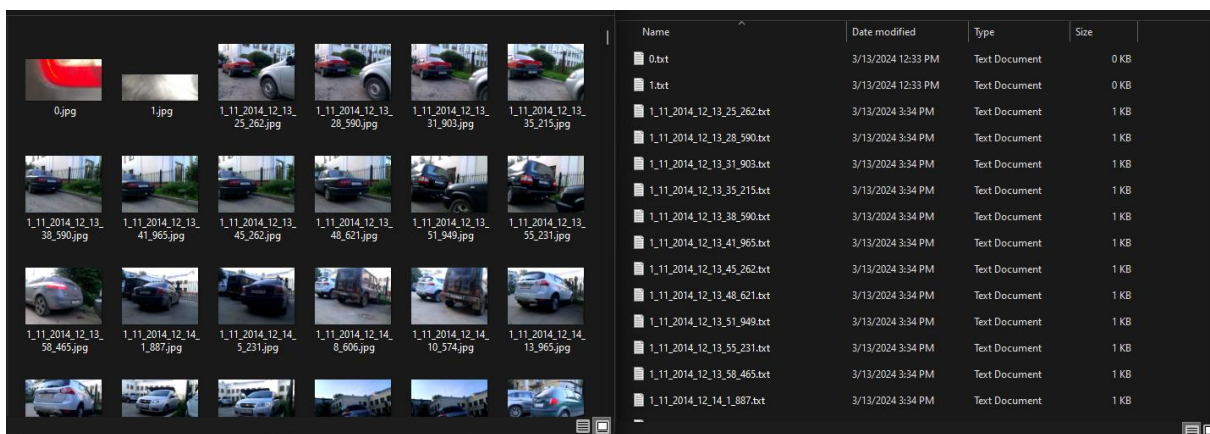 0.jpg
1.jpg
1_11_2014_12_13_
25_262.jpg
1_11_2014_12_13_
28_590.jpg
1_11_2014_12_13_
31_903.jpg
1_11_2014_12_13_
35_215.jpg
1_11_2014_12_13_
38_590.jpg
1_11_2014_12_13_
41_965.jpg
1_11_2014_12_13_
45_262.jpg
1_11_2014_12_13_
48_621.jpg
1_11_2014_12_13_
51_949.jpg
1_11_2014_12_13_
55_231.jpg
1_11_2014_12_13_
58_465.jpg
1_11_2014_12_14_
1_887.jpg
1_11_2014_12_14_
5_231.jpg
1_11_2014_12_14_
8_606.jpg
1_11_2014_12_14_
10_574.jpg
1_11_2014_12_14_
13_965.jpg
Name Date modified Type Size
0.txt 3/13/2024 12:33 PM Text Document 0 KB
1.txt 3/13/2024 12:33 PM Text Document 0 KB
1_11_2014_12_13_25_262.txt 3/13/2024 3:34 PM Text Document 1 KB
1_11_2014_12_13_28_590.txt 3/13/2024 3:34 PM Text Document 1 KB
1_11_2014_12_13_31_903.txt 3/13/2024 3:34 PM Text Document 1 KB
1_11_2014_12_13_35_215.txt 3/13/2024 3:34 PM Text Document 1 KB
1_11_2014_12_13_38_590.txt 3/13/2024 3:34 PM Text Document 1 KB
1_11_2014_12_13_41_965.txt 3/13/2024 3:34 PM Text Document 1 KB
1_11_2014_12_13_45_262.txt 3/13/2024 3:34 PM Text Document 1 KB
1_11_2014_12_13_48_621.txt 3/13/2024 3:34 PM Text Document 1 KB
1_11_2014_12_13_51_949.txt 3/13/2024 3:34 PM Text Document 1 KB
1_11_2014_12_13_55_231.txt 3/13/2024 3:34 PM Text Document 1 KB
1_11_2014_12_13_58_465.txt 3/13/2024 3:34 PM Text Document 1 KB
1_11_2014_12_14_1_887.txt 3/13/2024 3:34 PM Text Document 1 KB